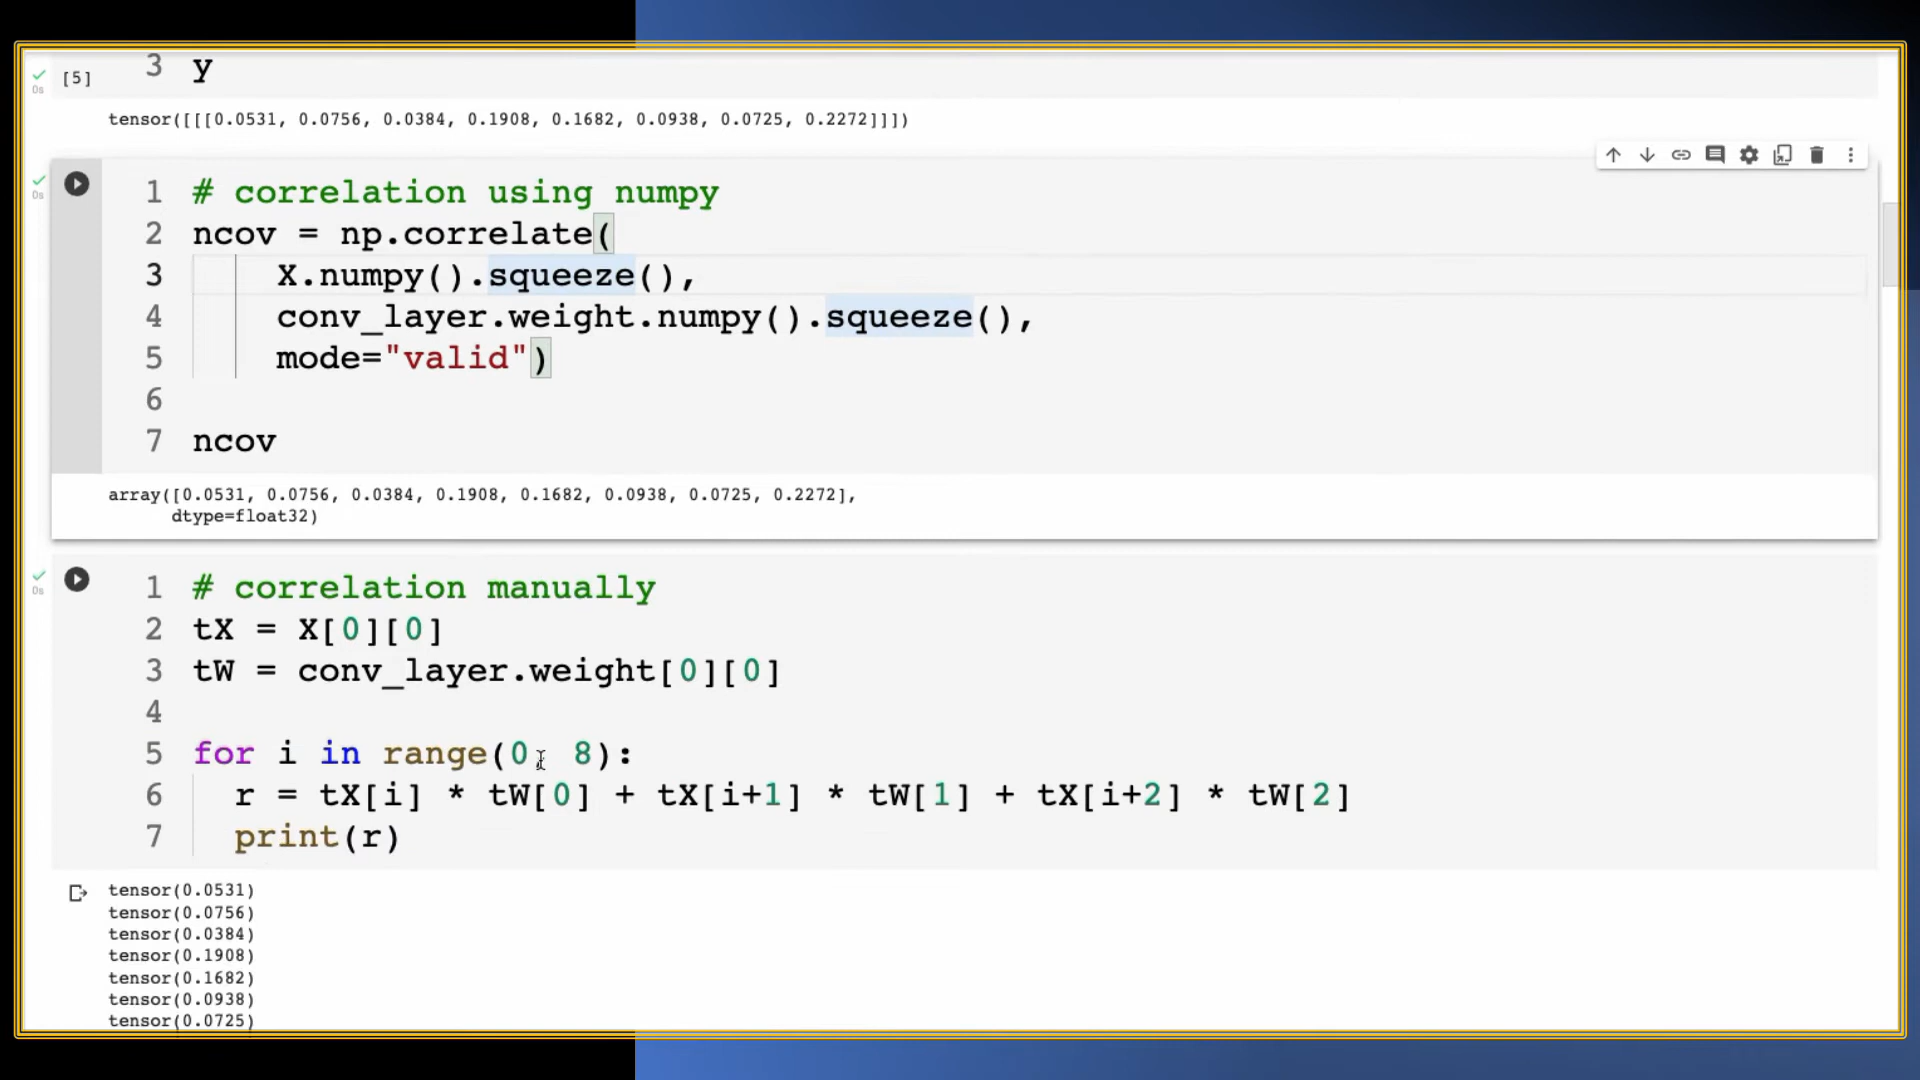 [5] 3 y
0s
tensor([[[0.0531, 0.0756, 0.0384, 0.1908, 0.1682, 0.0938, 0.0725, 0.2272]]])
0s
1 # correlation using numpy
2 ncov = np.correlate(
3 X.numpy().squeeze(),
4 conv_layer.weight.numpy().squeeze(),
5 mode="valid")
6
7 ncov
array([0.0531, 0.0756, 0.0384, 0.1908, 0.1682, 0.0938, 0.0725, 0.2272],
dtype=float32)
0s
1 # correlation manually
2 tX = X[0][0]
3 tW = conv_layer.weight[0][0]
4
5 for i in range(0, 8):
6 r = tX[i] * tW[0] + tX[i+1] * tW[1] + tX[i+2] * tW[2]
7 print(r)
tensor(0.0531)
tensor(0.0756)
tensor(0.0384)
tensor(0.1908)
tensor(0.1682)
tensor(0.0938)
tensor(0.0725)